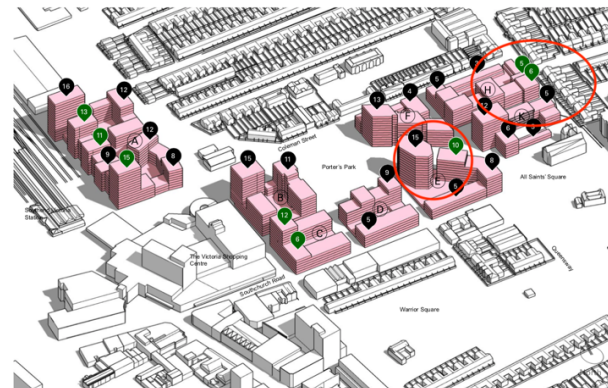 16
12
13
11
12
A
9
15
8
Coleman Street
15
11
B
12
6
C
Porter's Park
9
D
5
13
4
F
5
15
10
E
5
8
H
5
6
12
5
K
6
All Saints' Square
The Victoria Shopping
Centre
Southchurch Road
Warrior Square
Queensway